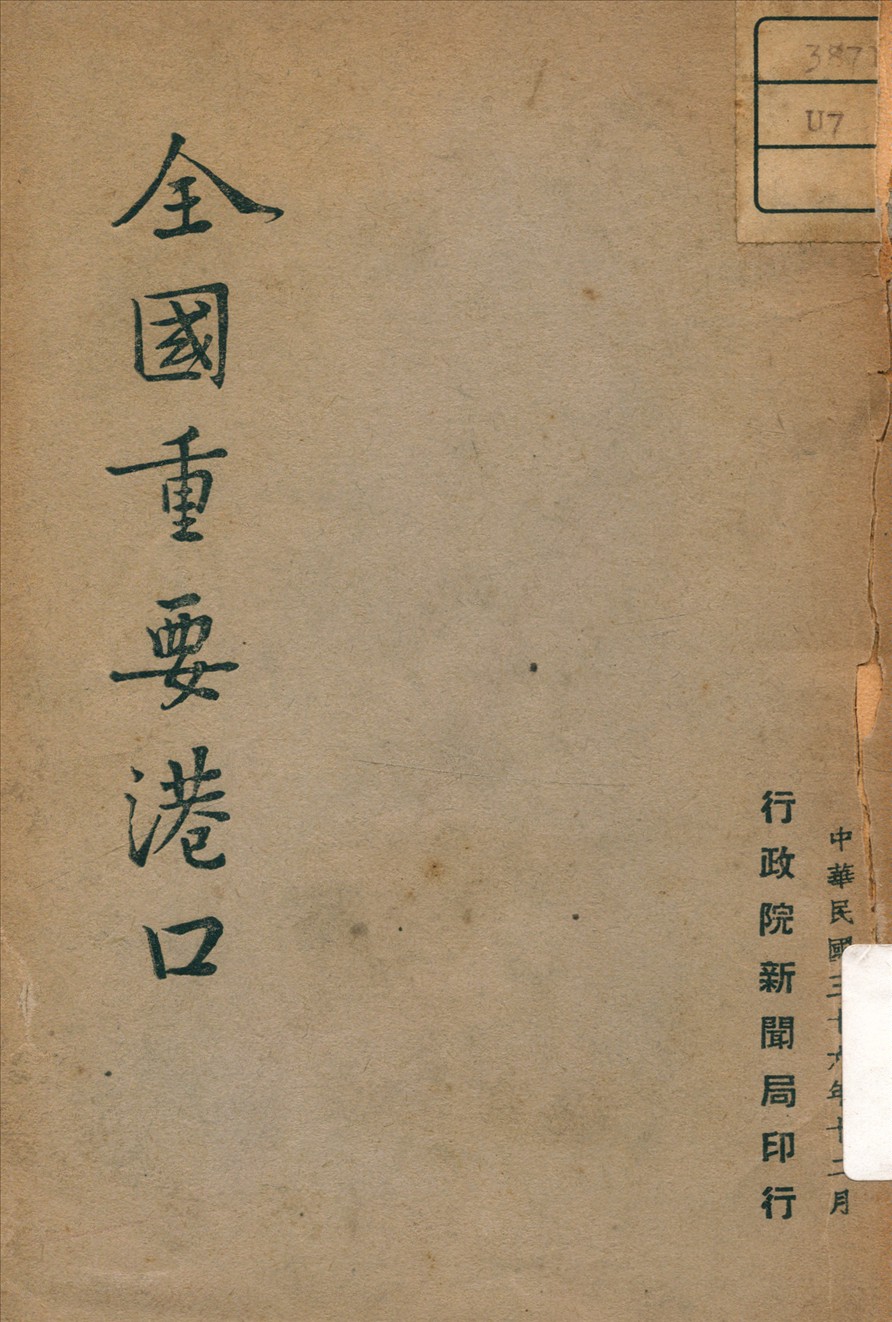 全國重要港口
行政院新聞局印行
中華民國三十六年十二月
387
U7